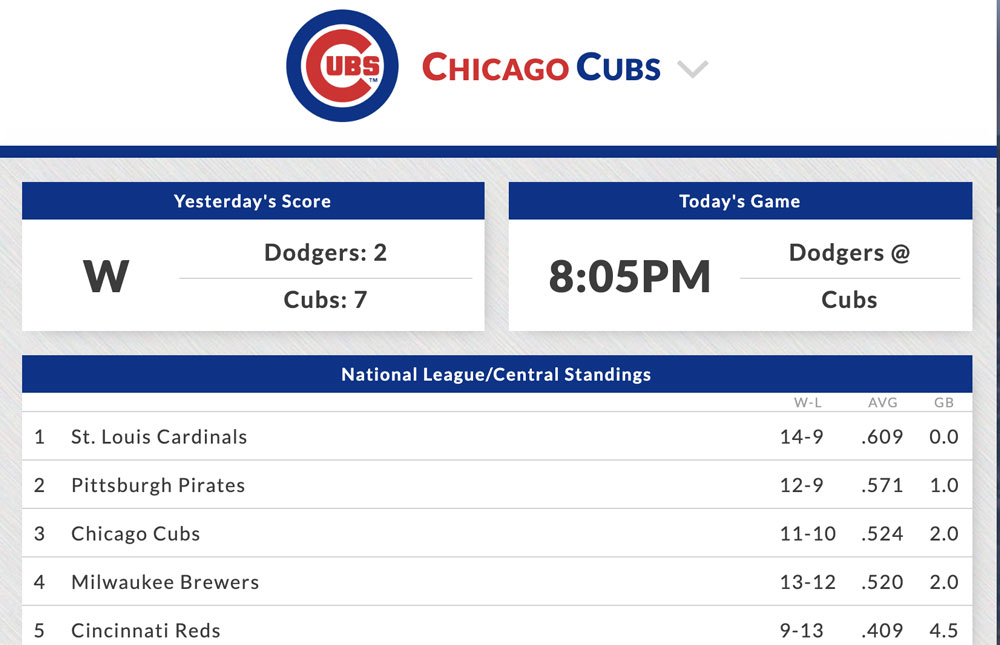 CUBS
TM
CHICAGO CUBS
Yesterday's Score
W
Dodgers: 2
Cubs: 7
Today's Game
8:05PM
Dodgers @
Cubs
National League/Central Standings
W-L AVG GB
1 St. Louis Cardinals 14-9 .609 0.0
2 Pittsburgh Pirates 12-9 .571 1.0
3 Chicago Cubs 11-10 .524 2.0
4 Milwaukee Brewers 13-12 .520 2.0
5 Cincinnati Reds 9-13 .409 4.5